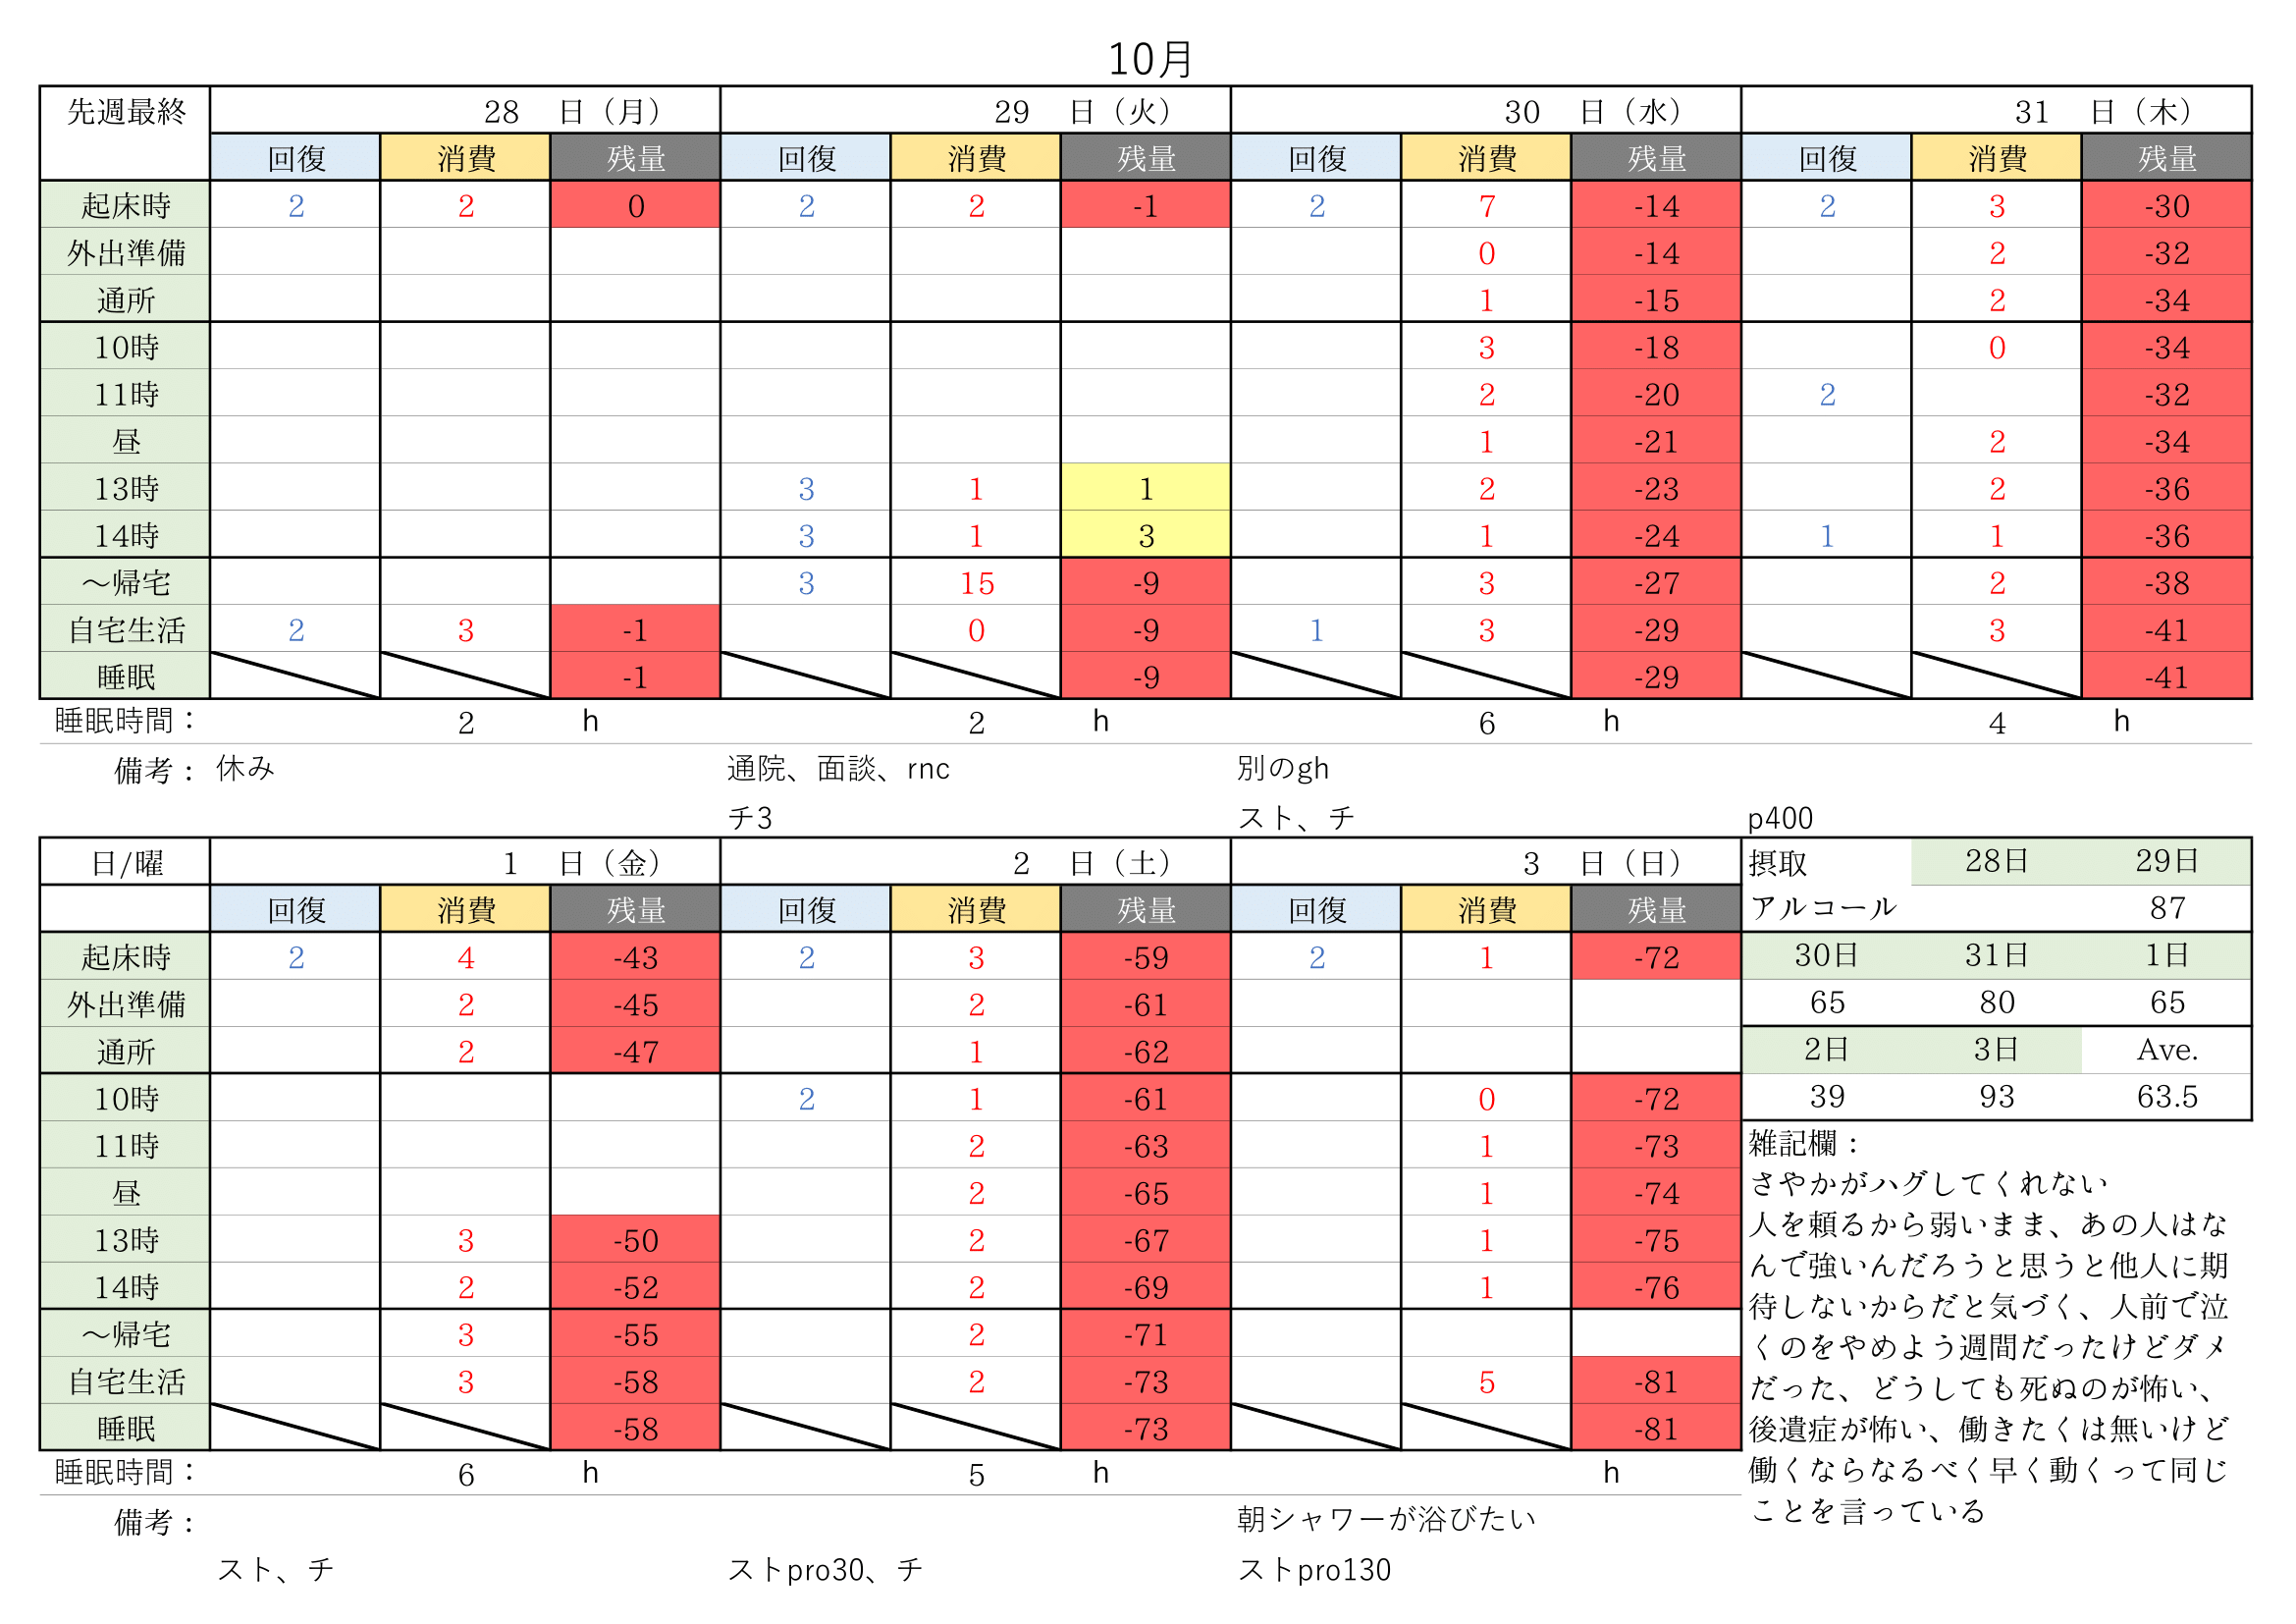 10月
先週最終 28 日（月） 29 日（火） 30 日（水） 31 日（木）
回復 消費 残量 回復 消費 残量 回復 消費 残量 回復 消費 残量
起床時 2 2 0 2 2 -1 2 7 -14 2 3 -30
外出準備 0 -14 2 -32
通所 1 -15 2 -34
10時 3 -18 0 -34
11時 2 -20 2 -32
昼 1 -21 2 -34
13時 3 1 1 2 -23 2 -36
14時 3 1 3 1 -24 1 1 -36
～帰宅 3 15 -9 3 -27 2 -38
自宅生活 2 3 -1 0 -9 1 3 -29 3 -41
睡眠 -1 -9 -29 -41
睡眠時間： 2 h 2 h 6 h 4 h
備考： 休み 通院、面談、rnc 別のgh
チ3 スト、チ p400
日/曜 1 日（金） 2 日（土） 3 日（日）
回復 消費 残量 回復 消費 残量 回復 消費 残量
起床時 2 4 -43 2 3 -59 2 1 -72
外出準備 2 -45 2 -61
通所 2 -47 1 -62
10時 2 1 -61 0 -72
11時 2 -63 1 -73
昼 2 -65 1 -74
13時 3 -50 2 -67 1 -75
14時 2 -52 2 -69 1 -76
～帰宅 3 -55 2 -71
自宅生活 3 -58 2 -73 5 -81
睡眠 -58 -73 -81
睡眠時間： 6 h 5 h h
備考： 朝シャワーが浴びたい
スト、チ ストpro30、チ ストpro130
摂取 28日 29日
アルコール 87
30日 31日 1日
65 80 65
2日 3日 Ave.
39 93 63.5
雑記欄：
さやかがハグしてくれない
人を頼るから弱いまま、あの人はな
んで強いんだろうと思うと他人に期
待しないからだと気づく、人前で泣
くのをやめよう週間だったけどダメ
だった、どうしても死ぬのが怖い、
後遺症が怖い、働きたくは無いけど
働くならなるべく早く動くって同じ
ことを言っている